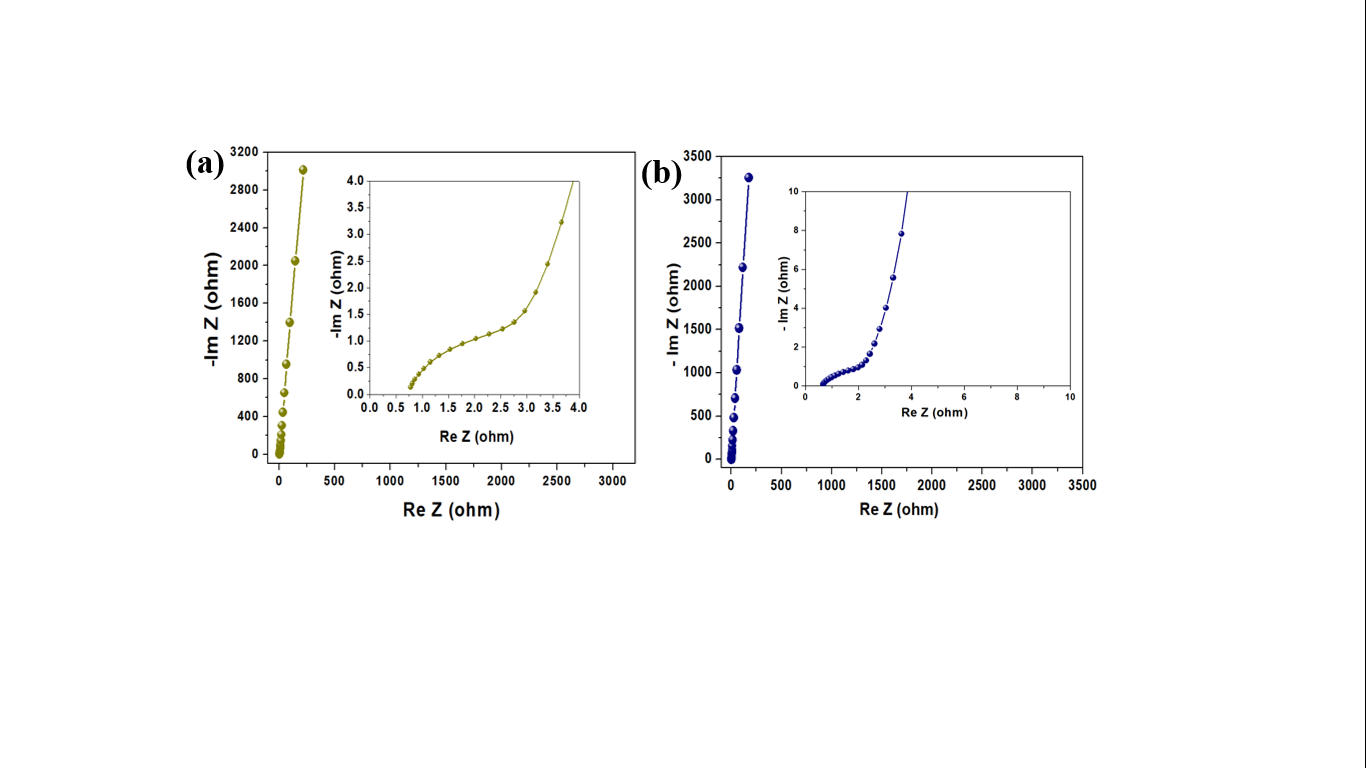 (a)
3200
2800
2400
2000
1600
1200
800
400
0
-Im Z (ohm)
0 500 1000 1500 2000 2500 3000
Re Z (ohm)
4.0
3.5
3.0
2.5
2.0
1.5
1.0
0.5
0.0
-Im Z (ohm)
0.0 0.5 1.0 1.5 2.0 2.5 3.0 3.5 4.0
Re Z (ohm)
(b)
3500
3000
2500
2000
1500
1000
500
0
- Im Z (ohm)
0 500 1000 1500 2000 2500 3000 3500
Re Z (ohm)
10
8
6
4
2
0
- Im Z (ohm)
0 2 4 6 8 10
Re Z (ohm)